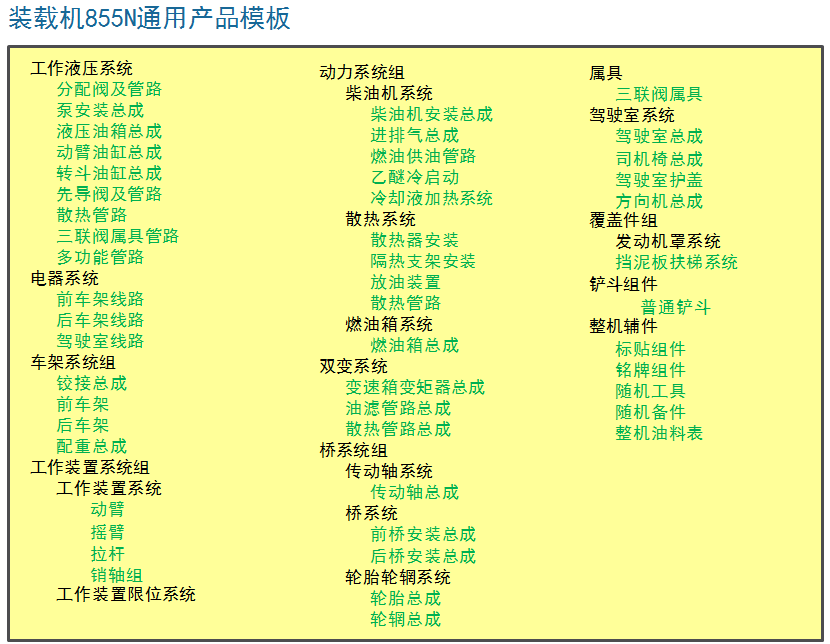 装载机855N通用产品模板
工作液压系统
分配阀及管路
泵安装总成
液压油箱总成
动臂油缸总成
转斗油缸总成
先导阀及管路
散热管路
三联阀属具管路
多功能管路
电器系统
前车架线路
后车架线路
驾驶室线路
车架系统组
铰接总成
前车架
后车架
配重总成
工作装置系统组
工作装置系统
动臂
摇臂
拉杆
销轴组
工作装置限位系统
动力系统组
柴油机系统
柴油机安装总成
进排气总成
燃油供油管路
乙醚冷启动
冷却液加热系统
散热系统
散热器安装
隔热支架安装
放油装置
散热管路
燃油箱系统
燃油箱总成
双变系统
变速箱变矩器总成
油滤管路总成
散热管路总成
桥系统组
传动轴系统
传动轴总成
桥系统
前桥安装总成
后桥安装总成
轮胎轮辋系统
轮胎总成
轮辋总成
属具
三联阀属具
驾驶室系统
驾驶室总成
司机椅总成
驾驶室护盖
方向机总成
覆盖件组
发动机罩系统
挡泥板扶梯系统
铲斗组件
普通铲斗
整机辅件
标贴组件
铭牌组件
随机工具
随机备件
整机油料表